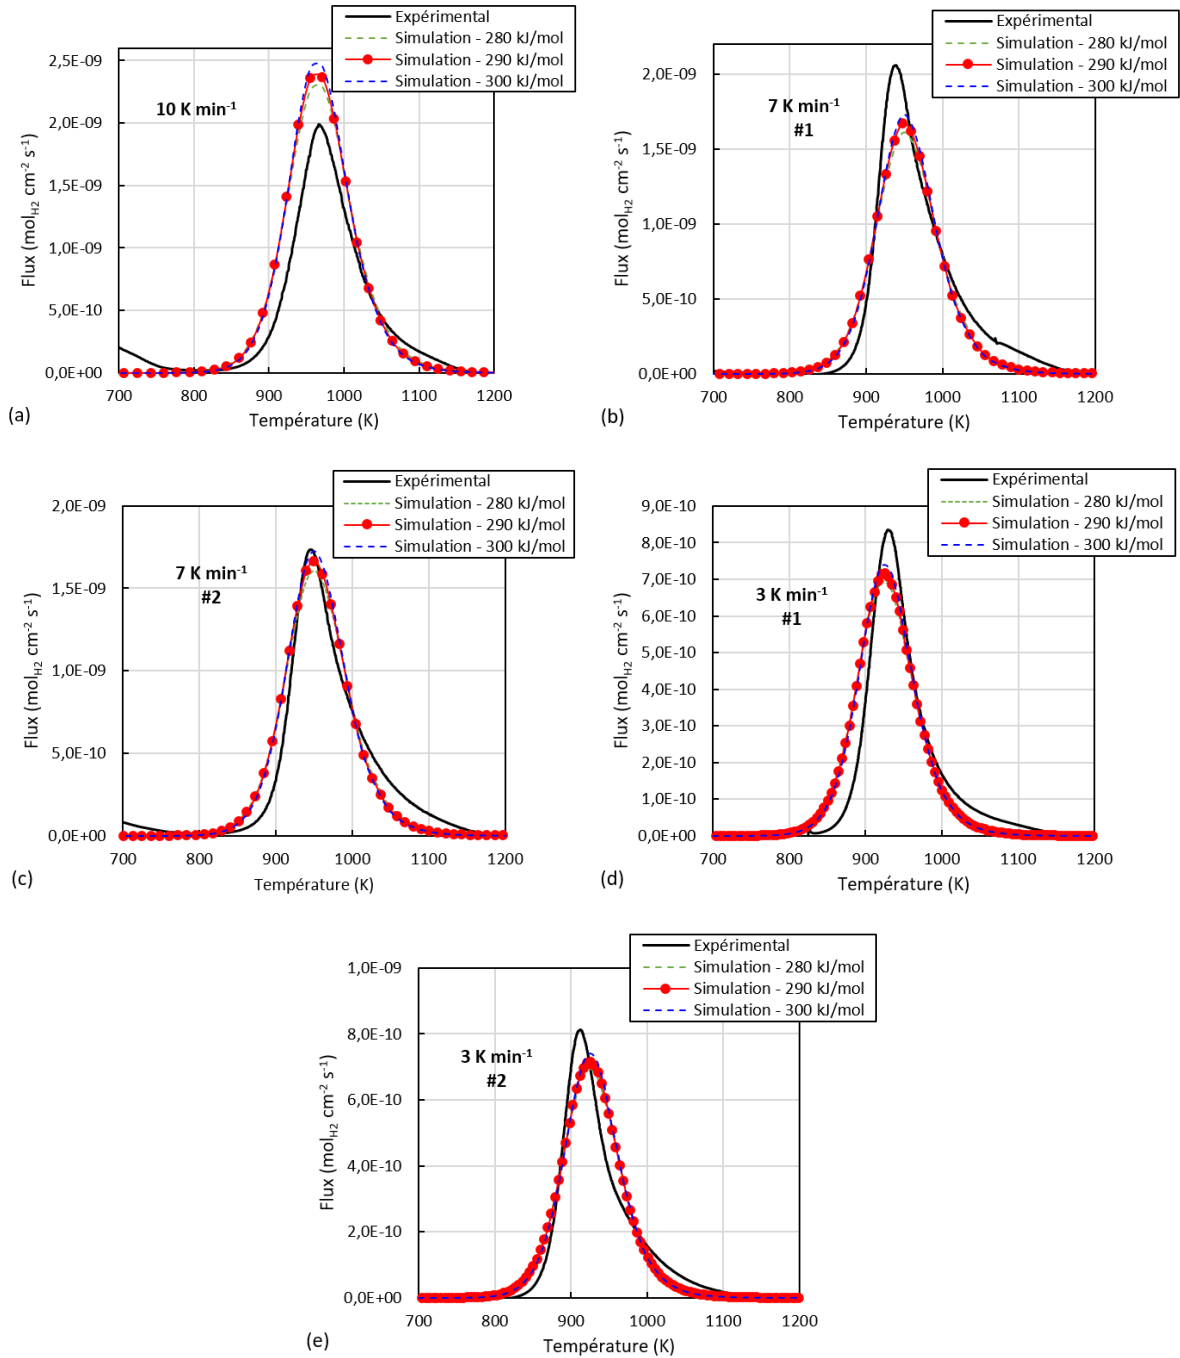 Expérimental
Simulation - 280 kJ/mol
Simulation - 290 kJ/mol
Simulation - 300 kJ/mol
10 K min⁻¹
Flux (mol_H2 cm⁻² s⁻¹)
2,5E-09
2,0E-09
1,5E-09
1,0E-09
5,0E-10
0,0E+00
700 800 900 1000 1100 1200
Température (K)
(a)
Expérimental
Simulation - 280 kJ/mol
Simulation - 290 kJ/mol
Simulation - 300 kJ/mol
7 K min⁻¹
#1
Flux (mol_H2 cm⁻² s⁻¹)
2,0E-09
1,5E-09
1,0E-09
5,0E-10
0,0E+00
700 800 900 1000 1100 1200
Température (K)
(b)
Expérimental
Simulation - 280 kJ/mol
Simulation - 290 kJ/mol
Simulation - 300 kJ/mol
7 K min⁻¹
#2
Flux (mol_H2 cm⁻² s⁻¹)
2,0E-09
1,5E-09
1,0E-09
5,0E-10
0,0E+00
700 800 900 1000 1100 1200
Température (K)
(c)
Expérimental
Simulation - 280 kJ/mol
Simulation - 290 kJ/mol
Simulation - 300 kJ/mol
3 K min⁻¹
#1
Flux (mol_H2 cm⁻² s⁻¹)
9,0E-10
8,0E-10
7,0E-10
6,0E-10
5,0E-10
4,0E-10
3,0E-10
2,0E-10
1,0E-10
0,0E+00
700 800 900 1000 1100 1200
Température (K)
(d)
Expérimental
Simulation - 280 kJ/mol
Simulation - 290 kJ/mol
Simulation - 300 kJ/mol
3 K min⁻¹
#2
Flux (mol_H2 cm⁻² s⁻¹)
1,0E-09
8,0E-10
6,0E-10
4,0E-10
2,0E-10
0,0E+00
700 800 900 1000 1100 1200
Température (K)
(e)